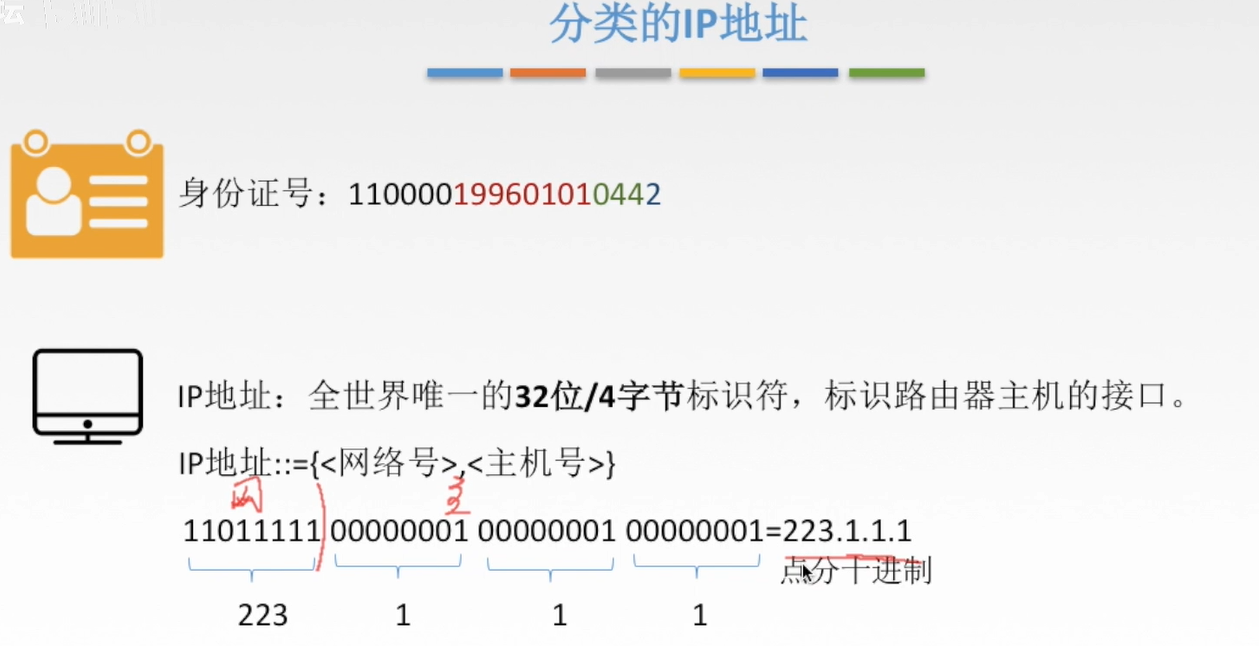 坛
分类的IP地址
身份证号：110000199601010442
IP地址：全世界唯一的32位/4字节标识符，标识路由器主机的接口。
IP地址::={<网络号>,<主机号>}
网
11011111 00000001 00000001 00000001=223.1.1.1
点分十进制
223 1 1 1